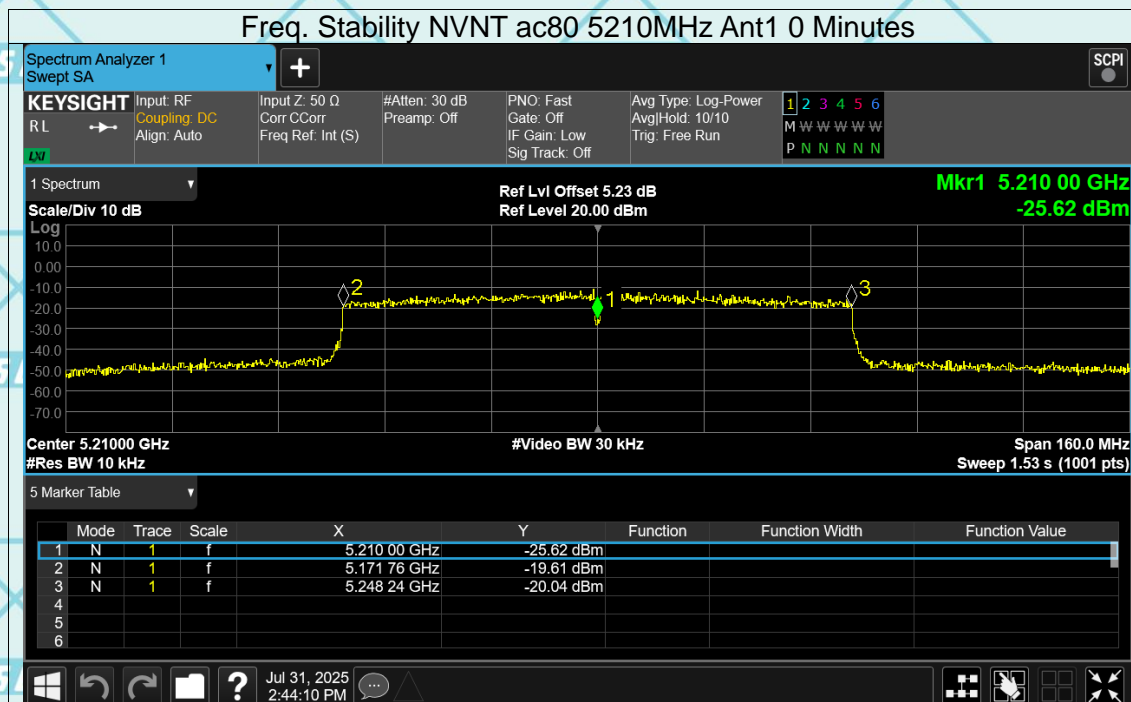 Freq. Stability NVNT ac80 5210MHz Ant1 0 Minutes
Spectrum Analyzer 1
Swept SA
+
SCPI
KEYSIGHT
RL
LXI
Input: RF
Coupling: DC
Align: Auto
Input Z: 50 Ω
Corr CCorr
Freq Ref: Int (S)
#Atten: 30 dB
Preamp: Off
PNO: Fast
Gate: Off
IF Gain: Low
Sig Track: Off
Avg Type: Log-Power
Avg|Hold: 10/10
Trig: Free Run
1 2 3 4 5 6
M W W W W W
P N N N N N
1 Spectrum
Scale/Div 10 dB
Ref Lvl Offset 5.23 dB
Ref Level 20.00 dBm
Mkr1 5.210 00 GHz
-25.62 dBm
Log
10.0
0.00
-10.0
-20.0
-30.0
-40.0
-50.0
-60.0
-70.0
2
1
3
Center 5.21000 GHz
#Video BW 30 kHz
Span 160.0 MHz
#Res BW 10 kHz
Sweep 1.53 s (1001 pts)
5 Marker Table
Mode Trace Scale X Y Function Function Width Function Value
1 N 1 f 5.210 00 GHz -25.62 dBm
2 N 1 f 5.171 76 GHz -19.61 dBm
3 N 1 f 5.248 24 GHz -20.04 dBm
4
5
6
?
Jul 31, 2025
2:44:10 PM